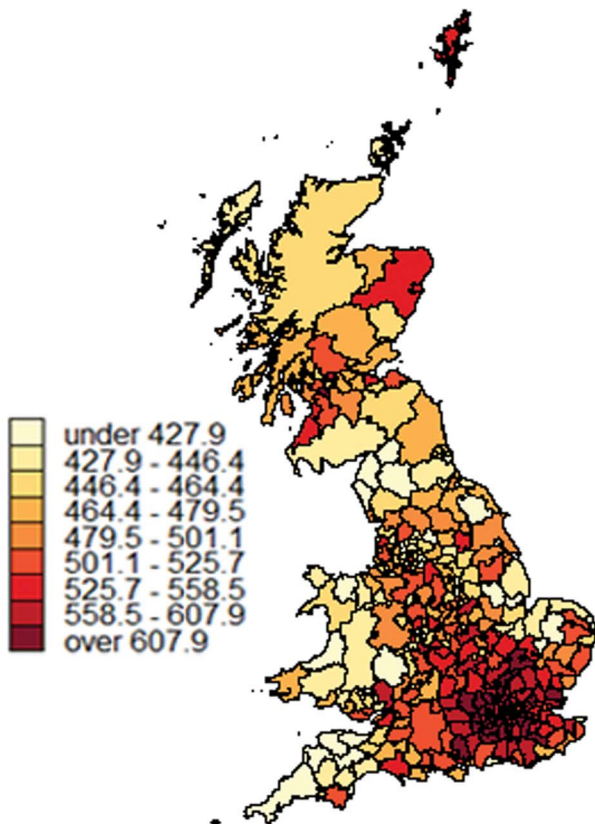 under 427.9
427.9 - 446.4
446.4 - 464.4
464.4 - 479.5
479.5 - 501.1
501.1 - 525.7
525.7 - 558.5
558.5 - 607.9
over 607.9